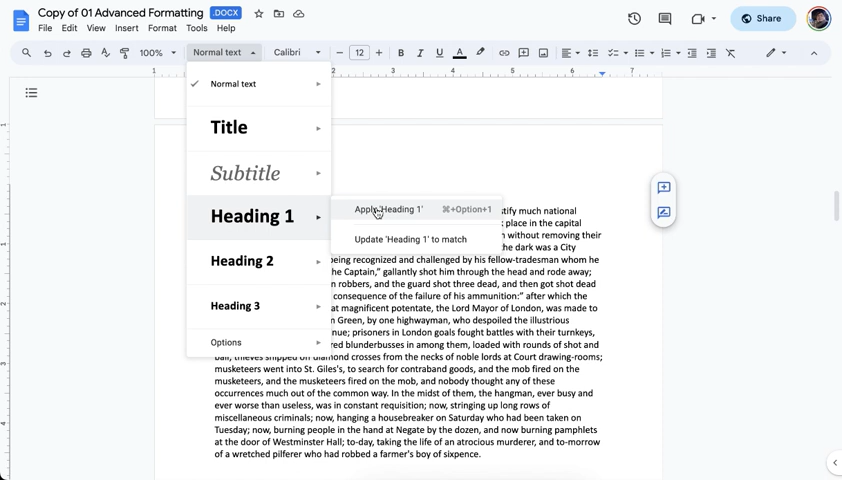 Copy of 01 Advanced Formatting .DOCX
File Edit View Insert Format Tools Help
Share
150% Normal text Calibri 12
1 2 3 4 5 6 7
Normal text
Title
Subtitle
Heading 1
Heading 2
Heading 3
Options
Apply 'Heading 1' ⌘+Option+1
Update 'Heading 1' to match
stify much national
k place in the capital
n without removing their
the dark was a City
being recognized and challenged by his fellow-tradesman whom he
he Captain," gallantly shot him through the head and rode away;
n robbers, and the guard shot three dead, and then got shot dead
consequence of the failure of his ammunition:" after which the
at magnificent potentate, the Lord Mayor of London, was made to
m Green, by one highwayman, who despoiled the illustrious
nue; prisoners in London goals fought battles with their turnkeys,
red blunderbusses in among them, loaded with rounds of shot and
ball; thieves snipped off diamond crosses from the necks of noble lords at Court drawing-rooms;
musketeers went into St. Giles's, to search for contraband goods, and the mob fired on the
musketeers, and the musketeers fired on the mob, and nobody thought any of these
occurrences much out of the common way. In the midst of them, the hangman, ever busy and
ever worse than useless, was in constant requisition; now, stringing up long rows of
miscellaneous criminals; now, hanging a housebreaker on Saturday who had been taken on
Tuesday; now, burning people in the hand at Negate by the dozen, and now burning pamphlets
at the door of Westminster Hall; to-day, taking the life of an atrocious murderer, and to-morrow
of a wretched pilferer who had robbed a farmer's boy of sixpence.